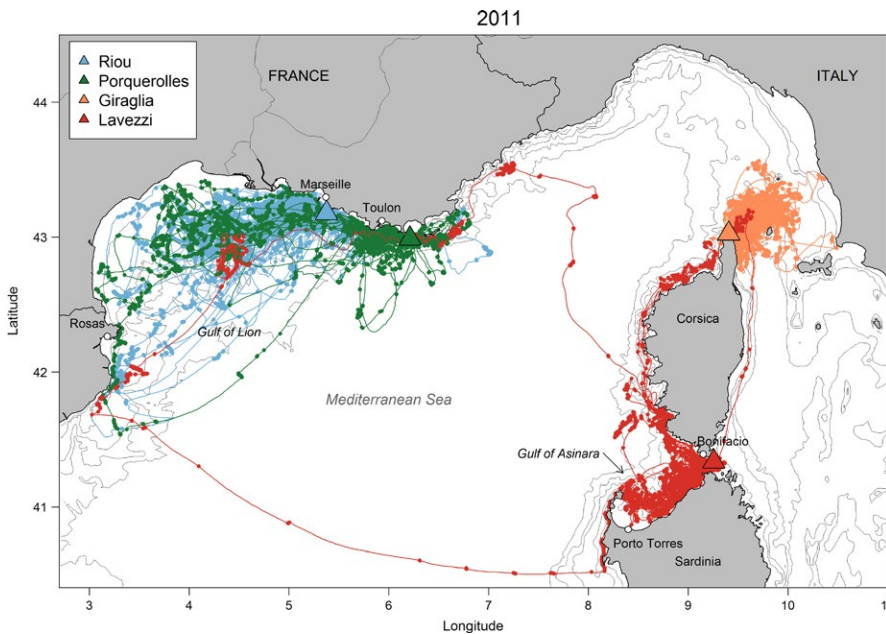 2011
Riou
Porquerolles
Giraglia
Lavezzi
FRANCE
ITALY
Marseille
Toulon
Rosas
Gulf of Lion
Corsica
Mediterranean Sea
Bonifacio
Gulf of Asinara
Porto Torres
Sardinia
Latitude
44
43
42
41
3 4 5 6 7 8 9 10 1
Longitude